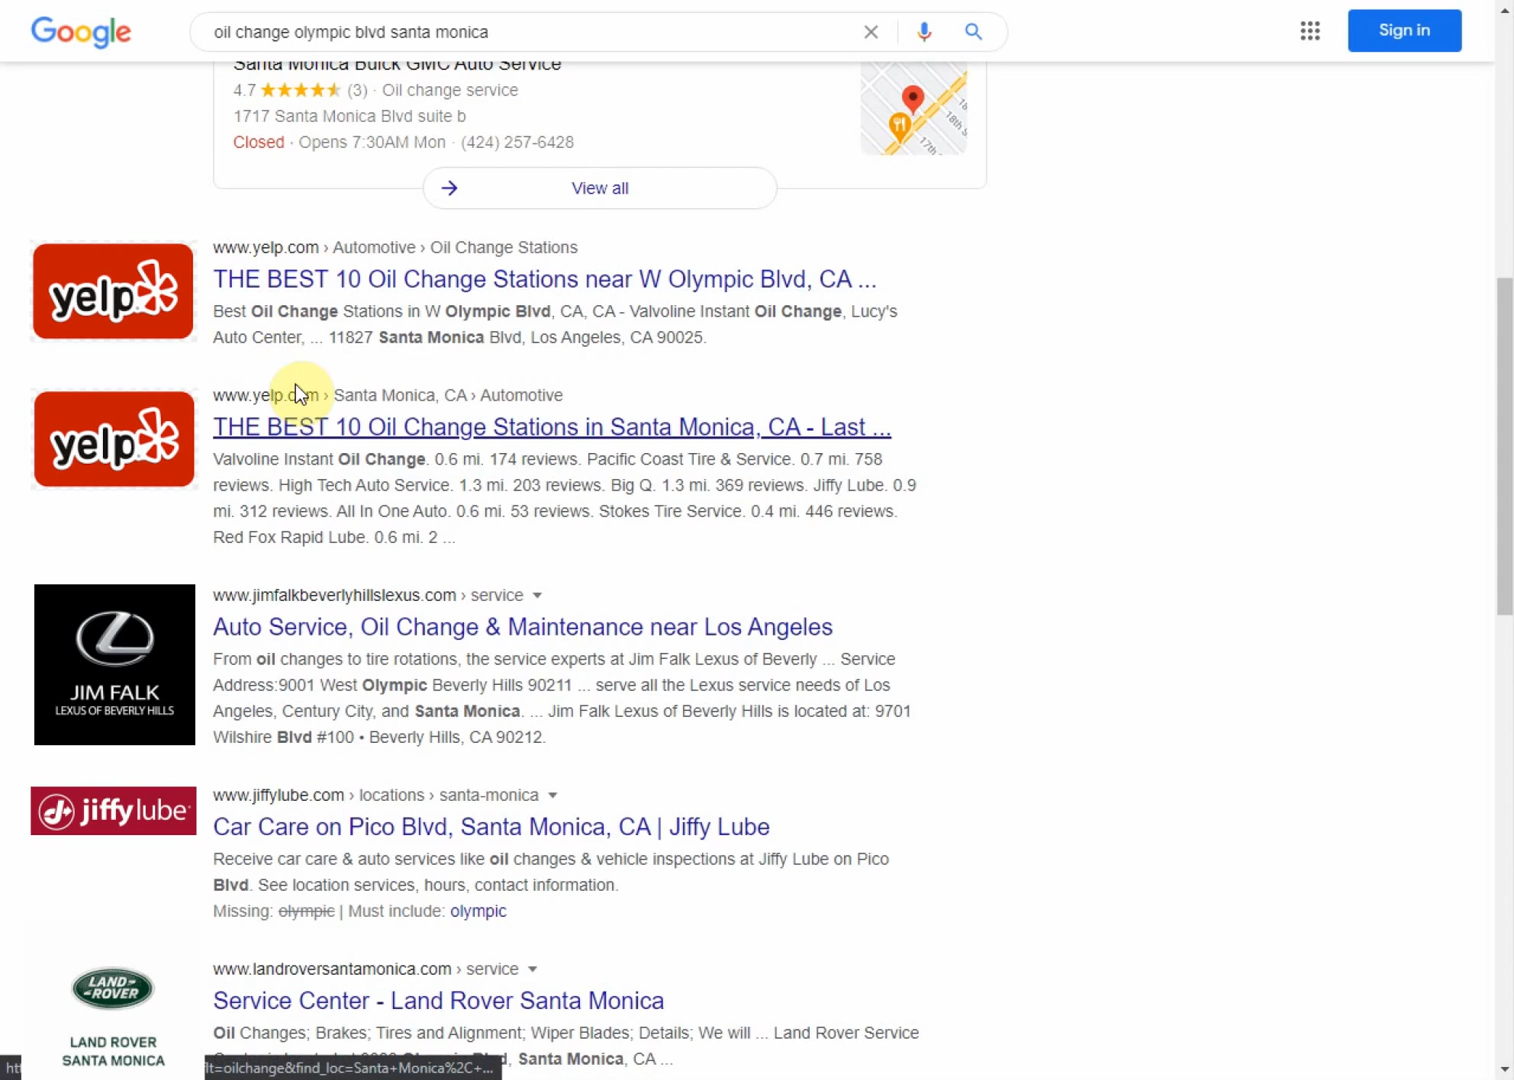 Google
oil change olympic blvd santa monica
Sign in
Santa Monica Buick GMC Auto Service
4.7 (3) · Oil change service
1717 Santa Monica Blvd suite b
Closed · Opens 7:30AM Mon · (424) 257-6428
18th S
17th
View all
yelp
www.yelp.com › Automotive › Oil Change Stations
THE BEST 10 Oil Change Stations near W Olympic Blvd, CA ...
Best Oil Change Stations in W Olympic Blvd, CA, CA - Valvoline Instant Oil Change, Lucy's
Auto Center, ... 11827 Santa Monica Blvd, Los Angeles, CA 90025.
yelp
www.yelp.com › Santa Monica, CA › Automotive
THE BEST 10 Oil Change Stations in Santa Monica, CA - Last ...
Valvoline Instant Oil Change. 0.6 mi. 174 reviews. Pacific Coast Tire & Service. 0.7 mi. 758
reviews. High Tech Auto Service. 1.3 mi. 203 reviews. Big Q. 1.3 mi. 369 reviews. Jiffy Lube. 0.9
mi. 312 reviews. All In One Auto. 0.6 mi. 53 reviews. Stokes Tire Service. 0.4 mi. 446 reviews.
Red Fox Rapid Lube. 0.6 mi. 2 ...
JIM FALK
LEXUS OF BEVERLY HILLS
www.jimfalkbeverlyhillslexus.com › service
Auto Service, Oil Change & Maintenance near Los Angeles
From oil changes to tire rotations, the service experts at Jim Falk Lexus of Beverly ... Service
Address:9001 West Olympic Beverly Hills 90211 ... serve all the Lexus service needs of Los
Angeles, Century City, and Santa Monica. ... Jim Falk Lexus of Beverly Hills is located at: 9701
Wilshire Blvd #100 • Beverly Hills, CA 90212.
jiffylube
www.jiffylube.com › locations › santa-monica
Car Care on Pico Blvd, Santa Monica, CA | Jiffy Lube
Receive car care & auto services like oil changes & vehicle inspections at Jiffy Lube on Pico
Blvd. See location services, hours, contact information.
Missing: olympic | Must include: olympic
LAND-
ROVER
LAND ROVER
SANTA MONICA
www.landroversantamonica.com › service
Service Center - Land Rover Santa Monica
Oil Changes; Brakes; Tires and Alignment; Wiper Blades; Details; We will ... Land Rover Service
Santa Monica, CA ...
lt=oilchange&find_loc=Santa+Monica%2C+...